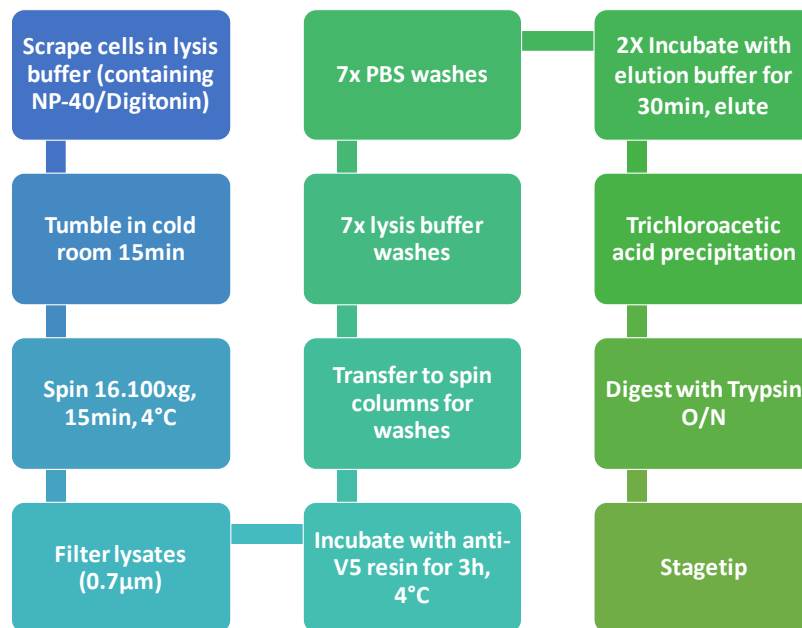 Scrape cells in lysis
buffer (containing
NP-40/Digitonin)
Tumble in cold
room 15min
Spin 16.100xg,
15min, 4°C
Filter lysates
(0.7µm)
Incubate with anti-
V5 resin for 3h,
4°C
Transfer to spin
columns for
washes
7x lysis buffer
washes
7x PBS washes
2X Incubate with
elution buffer for
30min, elute
Trichloroacetic
acid precipitation
Digest with Trypsin
O/N
Stagetip